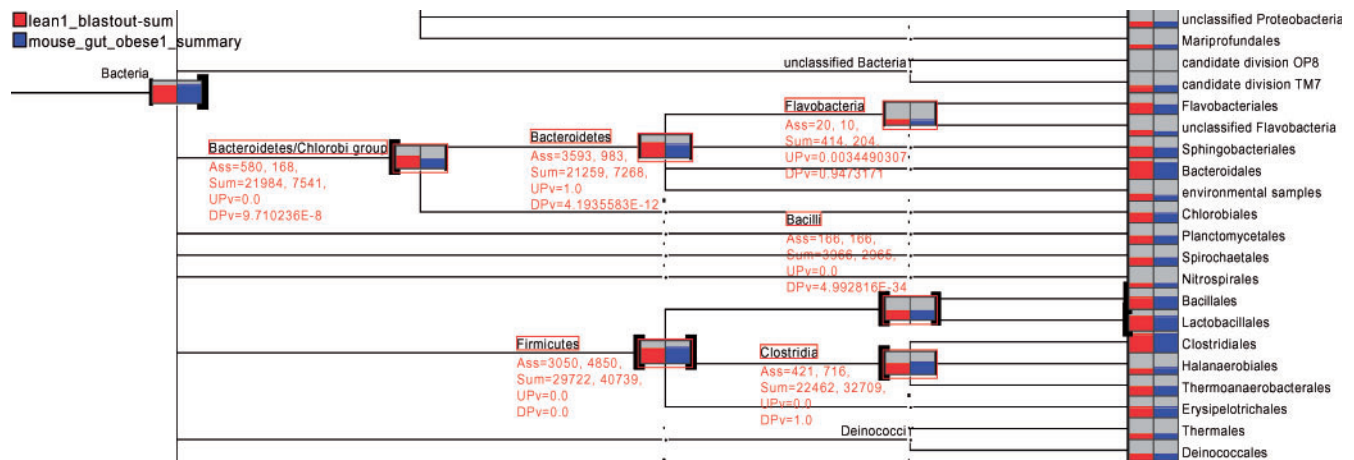 lean1_blastout-sum
mouse_gut_obese1_summary
Bacteria
Bacteroidetes/Chlorobi group
Ass=580, 168,
Sum=21984, 7541,
UPv=0.0
DPv=9.710236E-8
Bacteroidetes
Ass=3593, 983,
Sum=21259, 7268,
UPv=1.0
DPv=4.1935583E-12
unclassified Bacteria
Flavobacteria
Ass=20, 10,
Sum=414, 204,
UPv=0.0034490307
DPv=0.9473171
Bacilli
Ass=166, 166,
Sum=3966, 2965,
UPv=0.0
DPv=4.992816E-34
Firmicutes
Ass=3050, 4850,
Sum=29722, 40739,
UPv=0.0
DPv=0.0
Clostridia
Ass=421, 716,
Sum=22462, 32709,
UPv=0.0
DPv=1.0
Deinococci
unclassified Proteobacteria
Mariprofundales
candidate division OP8
candidate division TM7
Flavobacteriales
unclassified Flavobacteria
Sphingobacteriales
Bacteroidales
environmental samples
Chlorobiales
Planctomycetales
Spirochaetales
Nitrospirales
Bacillales
Lactobacillales
Clostridiales
Halanaerobiales
Thermoanaerobacterales
Erysipelotrichales
Thermales
Deinococcales